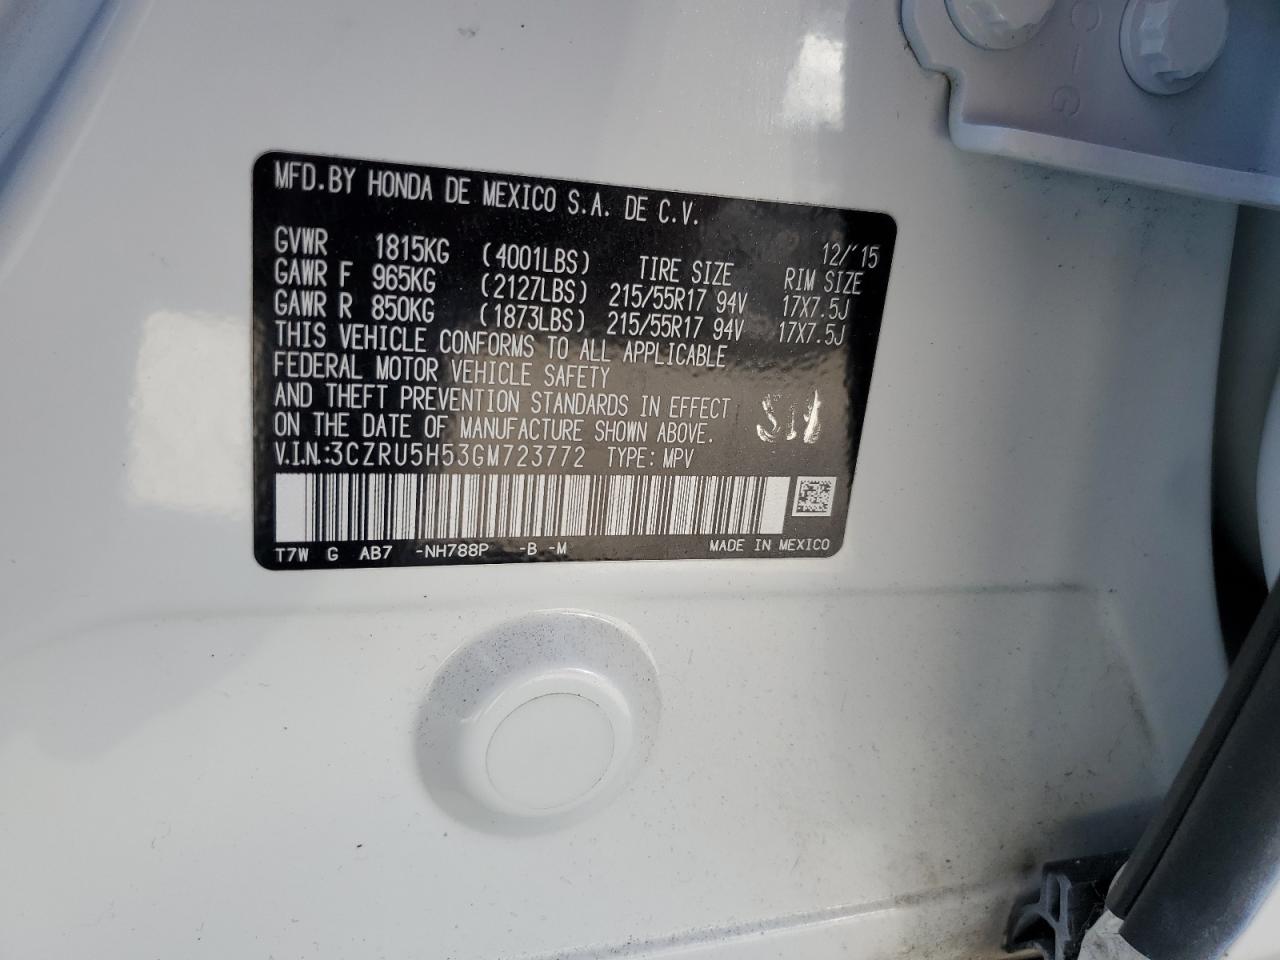 MFD.BY HONDA DE MEXICO S.A. DE C.V.
12/'15
GVWR 1815KG (4001LBS) TIRE SIZE RIM SIZE
GAWR F 965KG (2127LBS) 215/55R17 94V 17X7.5J
GAWR R 850KG (1873LBS) 215/55R17 94V 17X7.5J
THIS VEHICLE CONFORMS TO ALL APPLICABLE
FEDERAL MOTOR VEHICLE SAFETY
AND THEFT PREVENTION STANDARDS IN EFFECT
ON THE DATE OF MANUFACTURE SHOWN ABOVE.
V.I.N.:3CZRU5H53GM723772 TYPE: MPV
T7W G AB7 -NH788P -B -M MADE IN MEXICO